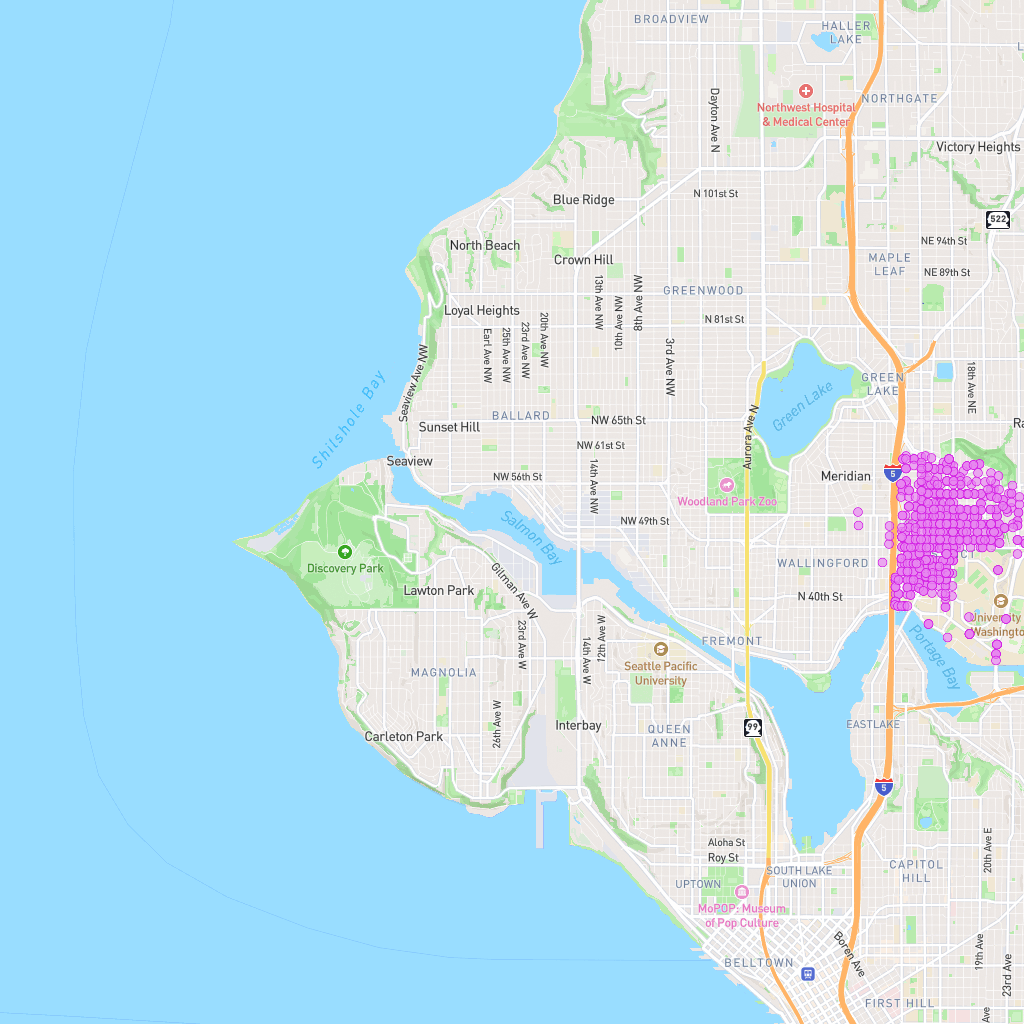 BROADVIEW
HALLER
LAKE
Northwest Hospital
& Medical Center
NORTHGATE
Dayton Ave N
Victory Heights
Blue Ridge
N 101st St
522
North Beach
Crown Hill
NE 94th St
MAPLE
LEAF
NE 89th St
GREENWOOD
13th Ave NW
10th Ave NW
8th Ave NW
Loyal Heights
N 81st St
20th Ave NW
23rd Ave NW
25th Ave NW
Earl Ave NW
3rd Ave NW
Seaview Ave NW
Shilshole Bay
GREEN
LAKE
18th Ave NE
Green Lake
BALLARD
NW 65th St
Sunset Hill
Aurora Ave N
NW 61st St
Seaview
5
NW 56th St
14th Ave NW
Meridian
Woodland Park Zoo
Salmon Bay
NW 49th St
Discovery Park
WALLINGFORD
CT
Lawton Park
Gilman Ave W
N 40th St
University
Washington
23rd Ave W
14th Ave W
12th Ave W
FREMONT
Portage Bay
Seattle Pacific
University
MAGNOLIA
26th Ave W
Carleton Park
Interbay
QUEEN
ANNE
99
EASTLAKE
5
Aloha St
Roy St
20th Ave E
CAPITOL
HILL
SOUTH LAKE
UNION
UPTOWN
MoPOP: Museum
of Pop Culture
BELLTOWN
Boren Ave
19th Ave
23rd Ave
FIRST HILL
Ave